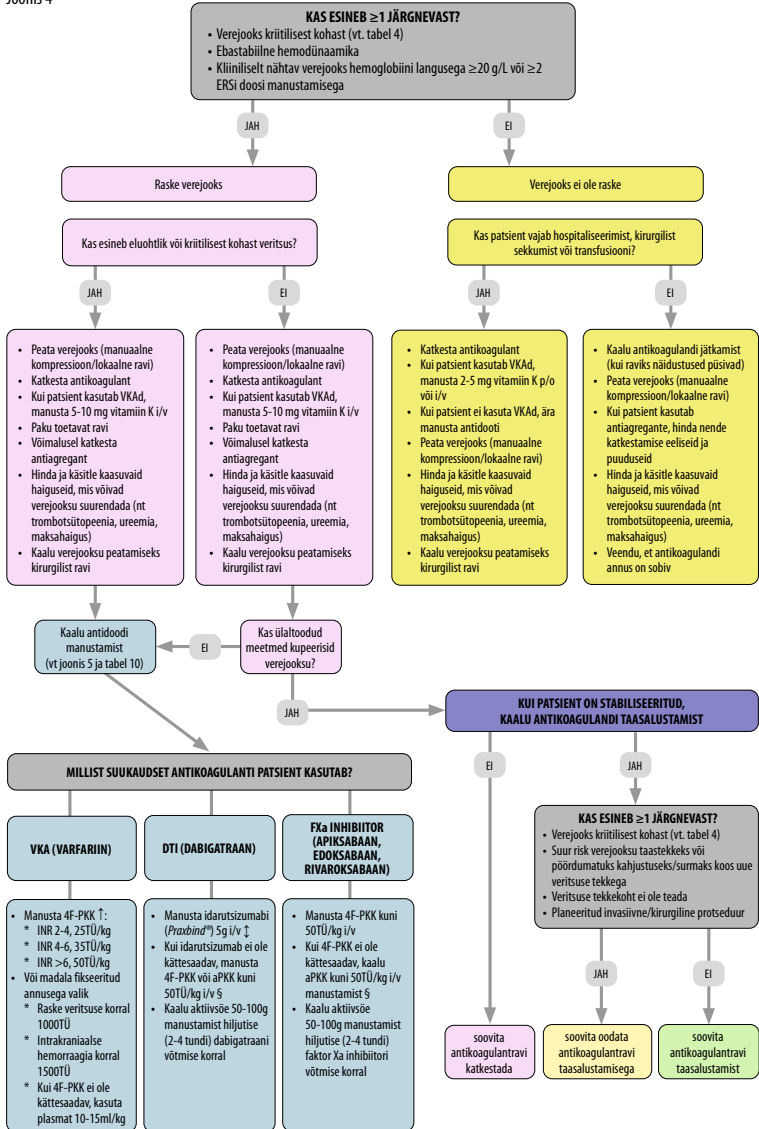 Joonis 4
KAS ESINEB ≥1 JÄRGNEVAST?
• Verejooks kriitilisest kohast (vt. tabel 4)
• Ebastabiilne hemodünaamika
• Kliiniliselt nähtav verejooks hemoglobiini langusega ≥20 g/L või ≥2
ERSi doosi manustamisega
JAH
EI
Raske verejooks
Verejooks ei ole raske
Kas esineb eluohtlik või kriitilisest kohast veritsus?
Kas patsient vajab hospitaliseerimist, kirurgilist
sekkumist või transfusiooni?
JAH
EI
JAH
EI
• Peata verejooks (manuaalne
kompressioon/lokaalne ravi)
• Katkesta antikoagulant
• Kui patsient kasutab VKAd,
manusta 5-10 mg vitamiin K i/v
• Paku toetavat ravi
• Võimalusel katkesta
antiagregant
• Hinda ja käsitle kaasuvaid
haiguseid, mis võivad
verejooksu suurendada (nt
trombotsütopeenia, ureemia,
maksahaigus)
• Kaalu verejooksu peatamiseks
kirurgilist ravi
• Peata verejooks (manuaalne
kompressioon/lokaalne ravi)
• Katkesta antikoagulant
• Kui patsient kasutab VKAd,
manusta 5-10 mg vitamiin K i/v
• Paku toetavat ravi
• Võimalusel katkesta
antiagregant
• Hinda ja käsitle kaasuvaid
haiguseid, mis võivad
verejooksu suurendada (nt
trombotsütopeenia, ureemia,
maksahaigus)
• Kaalu verejooksu peatamiseks
kirurgilist ravi
• Katkesta antikoagulant
• Kui patsient kasutab VKAd,
manusta 2-5 mg vitamiin K p/o
või i/v
• Kui patsient ei kasuta VKAd, ära
manusta antidooti
• Peata verejooks (manuaalne
kompressioon/lokaalne ravi)
• Hinda ja käsitle kaasuvaid
haiguseid, mis võivad
verejooksu suurendada (nt
trombotsütopeenia, ureemia,
maksahaigus)
• Kaalu verejooksu peatamiseks
kirurgilist ravi
• Kaalu antikoagulandi jätkamist
(kui raviks näidustused püsivad)
• Peata verejooks (manuaalne
kompressioon/lokaalne ravi)
• Kui patsient kasutab
antiagregante, hinda nende
katkestamise eeliseid ja
puuduseid
• Hinda ja käsitle kaasuvaid
haiguseid, mis võivad
verejooksu suurendada (nt
trombotsütopeenia, ureemia,
maksahaigus)
• Veendu, et antikoagulandi
annus on sobiv
Kaalu antidoodi
manustamist
(vt joonis 5 ja tabel 10)
EI
Kas ülaltoodud
meetmed kupeerisid
verejooksu?
JAH
KUI PATSIENT ON STABILISEERITUD,
KAALU ANTIKOAGULANDI TAASALUSTAMIST
EI
JAH
MILLIST SUUKAUDSET ANTIKOAGULANTI PATSIENT KASUTAB?
VKA (VARFARIIN)
DTI (DABIGATRAAN)
FXa INHIBIITOR
(APIKSABAAN,
EDOKSABAAN,
RIVAROKSABAAN)
KAS ESINEB ≥1 JÄRGNEVAST?
• Verejooks kriitilisest kohast (vt. tabel 4)
• Suur risk verejooksu taastekkeks või
pöördumatuks kahjustuseks/surmaks koos uue
veritsuse tekkega
• Veritsuse tekkekoht ei ole teada
• Planeeritud invasiivne/kirurgiline protseduur
• Manusta 4F-PKK ↑:
* INR 2-4, 25TÜ/kg
* INR 4-6, 35TÜ/kg
* INR >6, 50TÜ/kg
• Või madala fikseeritud
annusega valik
* Raske veritsuse korral
1000TÜ
* Intrakraniaalse
hemorraagia korral
1500TÜ
* Kui 4F-PKK ei ole
kättesaadav, kasuta
plasmat 10-15ml/kg
• Manusta idarutsizumabi
(Praxbind®) 5g i/v ↕
• Kui idarutsizumab ei ole
kättesaadav, manusta
4F-PKK või aPKK kuni
50TÜ/kg i/v §
• Kaalu aktiivsöe 50-100g
manustamist hiljutise
(2-4 tundi) dabigatraani
võtmise korral
• Manusta 4F-PKK kuni
50TÜ/kg i/v
• Kui 4F-PKK ei ole
kättesaadav, kaalu
aPKK kuni 50TÜ/kg i/v
manustamist §
• Kaalu aktiivsöe
50-100g manustamist
hiljutise (2-4 tundi)
faktor Xa inhibiitori
võtmise korral
JAH
EI
soovita
antikoagulantravi
katkestada
soovita oodata
antikoagulantravi
taasalustamisega
soovita
antikoagulantravi
taasalustamist